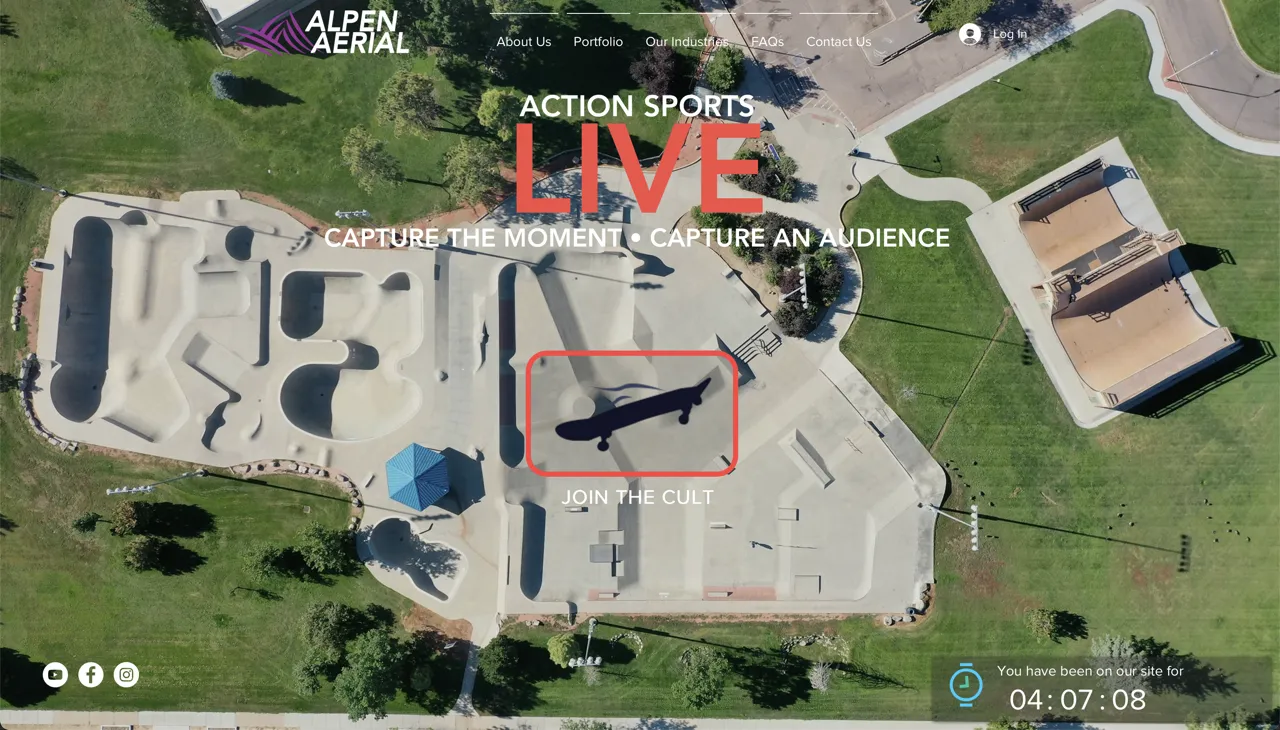 ALPEN
AERIAL
About Us
Portfolio
Our Industries
FAQs
Contact Us
Log In
ACTION SPORTS
LIVE
CAPTURE THE MOMENT • CAPTURE AN AUDIENCE
JOIN THE CULT
You have been on our site for
04 : 07 : 08